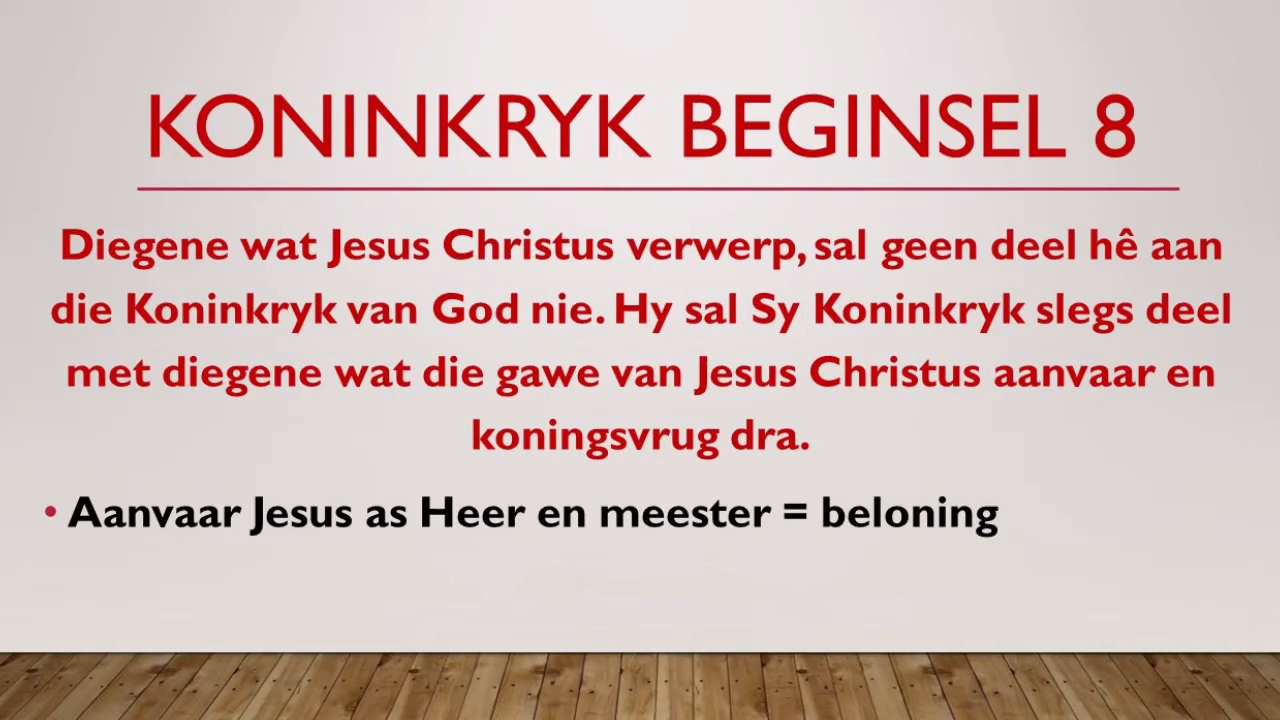 KONINKRYK BEGINSEL 8
Diegene wat Jesus Christus verwerp, sal geen deel hê aan
die Koninkryk van God nie. Hy sal Sy Koninkryk slegs deel
met diegene wat die gawe van Jesus Christus aanvaar en
koningsvrug dra.
• Aanvaar Jesus as Heer en meester = beloning